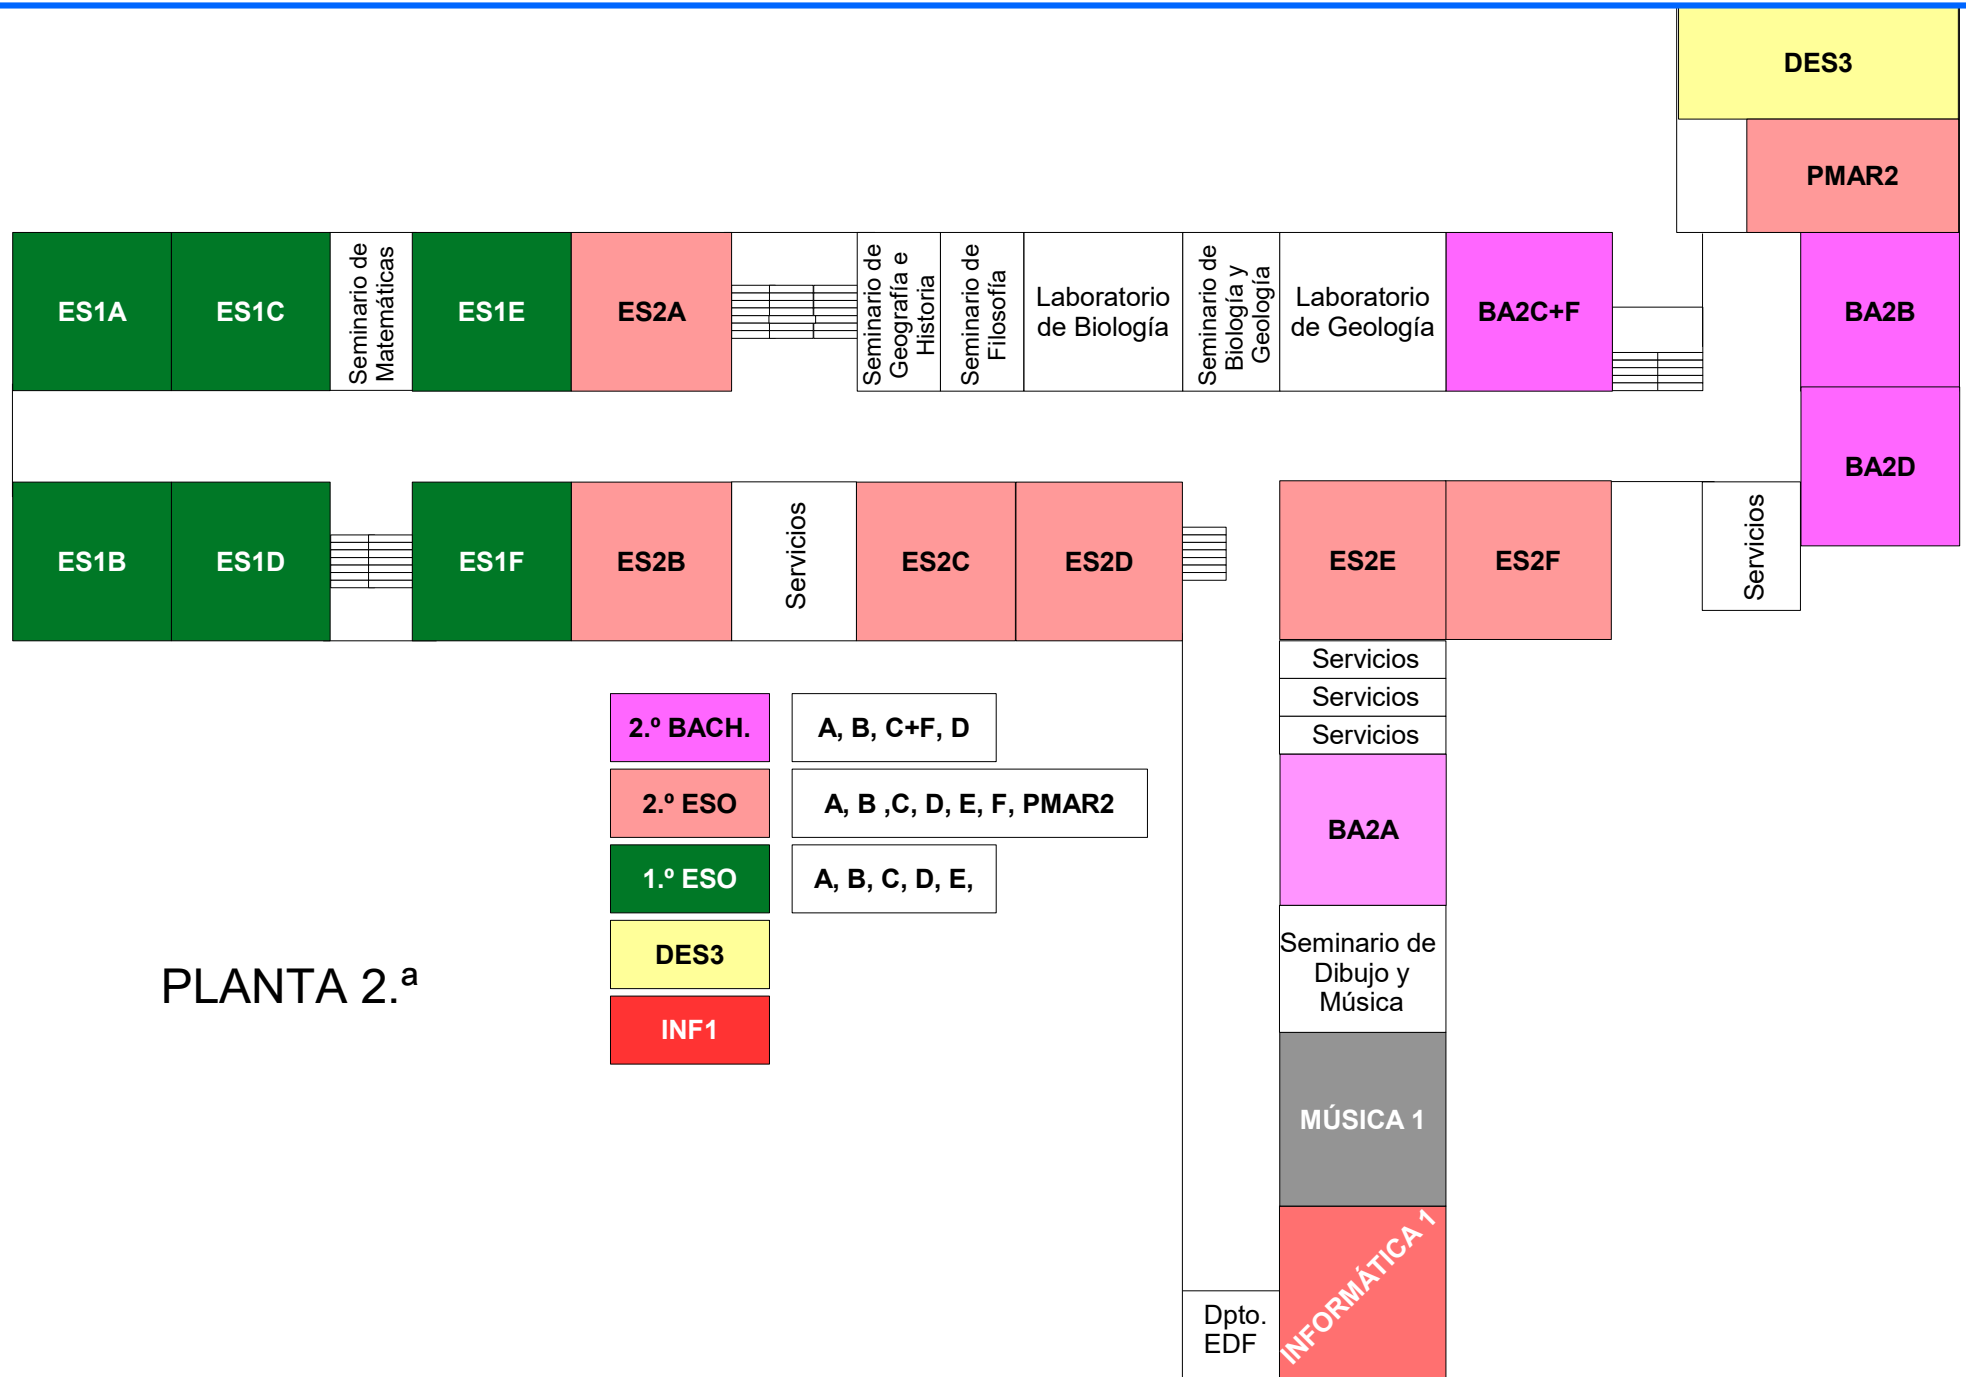 DES3
PMAR2
ES1A
ES1C
Seminario de
Matemáticas
ES1E
ES2A
Seminario de
Geografía e
Historia
Seminario de
Filosofía
Laboratorio
de Biología
Seminario de
Biología y
Geología
Laboratorio
de Geología
BA2C+F
BA2B
BA2D
ES1B
ES1D
ES1F
ES2B
Servicios
ES2C
ES2D
ES2E
ES2F
Servicios
Servicios
Servicios
Servicios
2.º BACH.
A, B, C+F, D
2.º ESO
A, B ,C, D, E, F, PMAR2
BA2A
1.º ESO
A, B, C, D, E,
DES3
Seminario de
Dibujo y
Música
PLANTA 2.ª
INF1
MÚSICA 1
INFORMÁTICA 1
Dpto.
EDF